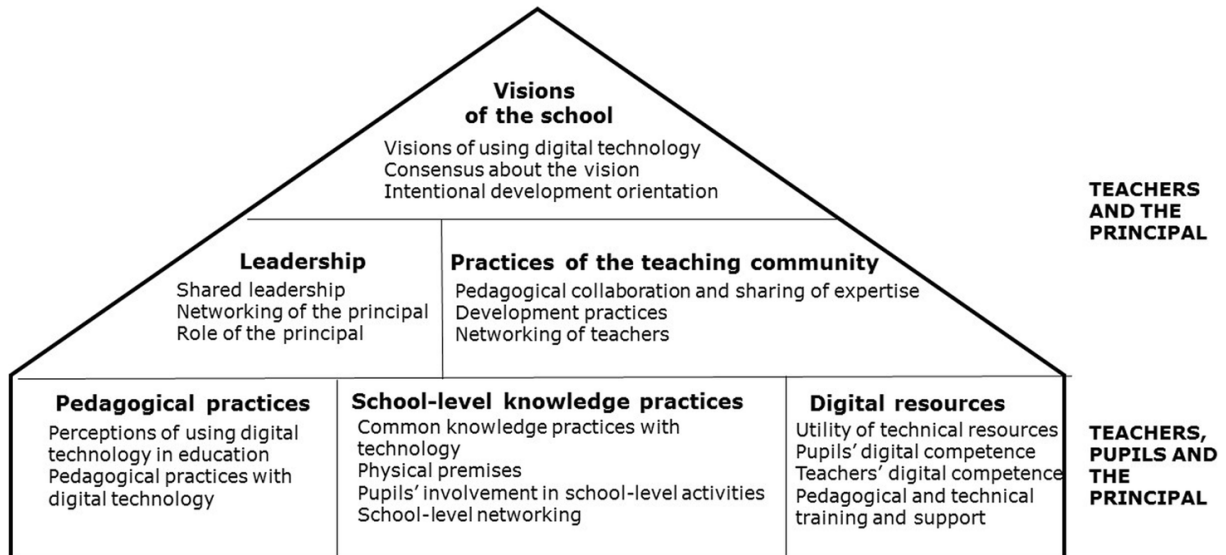 Visions
of the school
Visions of using digital technology
Consensus about the vision
Intentional development orientation
TEACHERS
AND THE
PRINCIPAL
Leadership
Shared leadership
Networking of the principal
Role of the principal
Practices of the teaching community
Pedagogical collaboration and sharing of expertise
Development practices
Networking of teachers
Pedagogical practices
Perceptions of using digital
technology in education
Pedagogical practices with
digital technology
School-level knowledge practices
Common knowledge practices with
technology
Physical premises
Pupils' involvement in school-level activities
School-level networking
Digital resources
Utility of technical resources
Pupils' digital competence
Teachers' digital competence
Pedagogical and technical
training and support
TEACHERS,
PUPILS AND
THE
PRINCIPAL